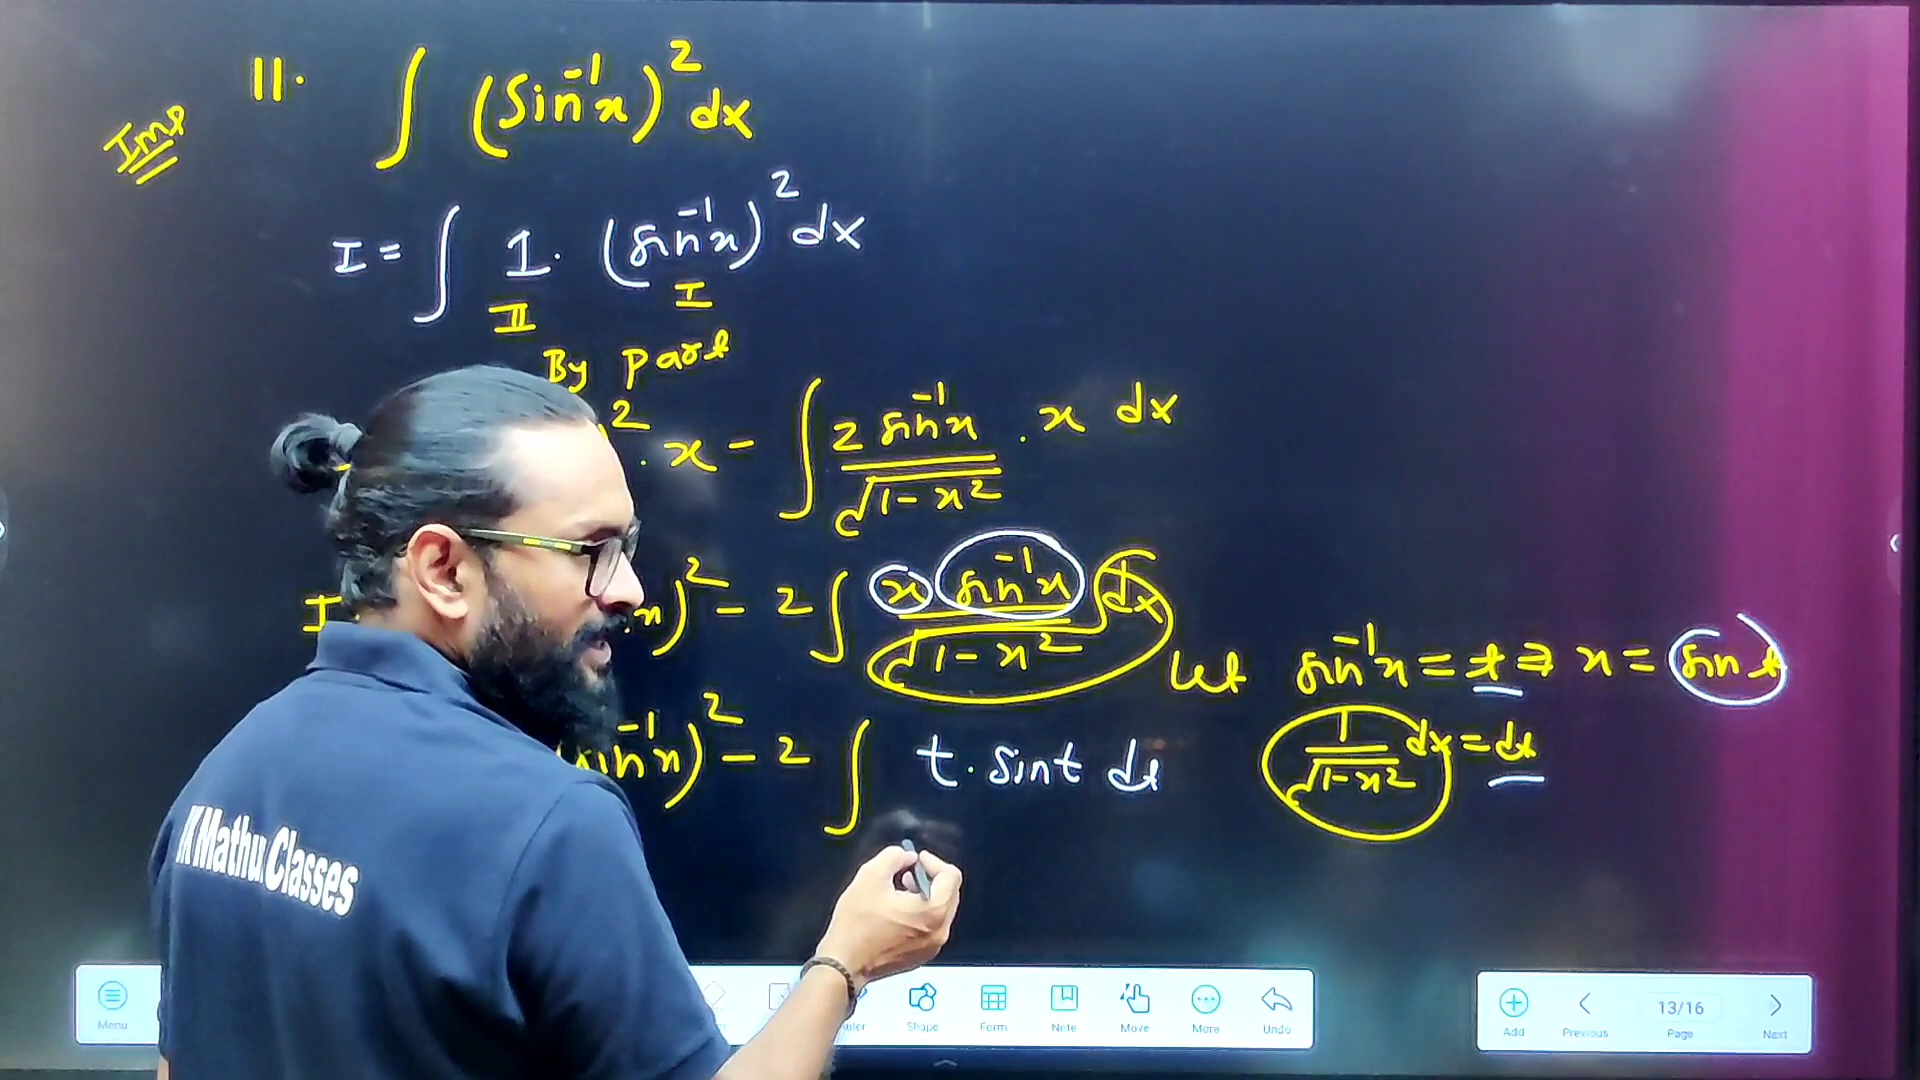 Imp 11. ∫ (Sin⁻¹x)² dx
I = ∫ 1. (sin⁻¹x)² dx
II I
By part
² . x - ∫ 2 sin⁻¹x / √1-x² . x dx
I x)² - 2 ∫ x sin⁻¹x / √1-x² dx
Let sin⁻¹x = t ⇒ x = sin t
sin⁻¹x)² - 2 ∫ t. sint dt
1/√1-x² dx = dt
K Mathu Classes
Menu
Shape Form Note Move More Undo
Add Previous 13/16 Page Next